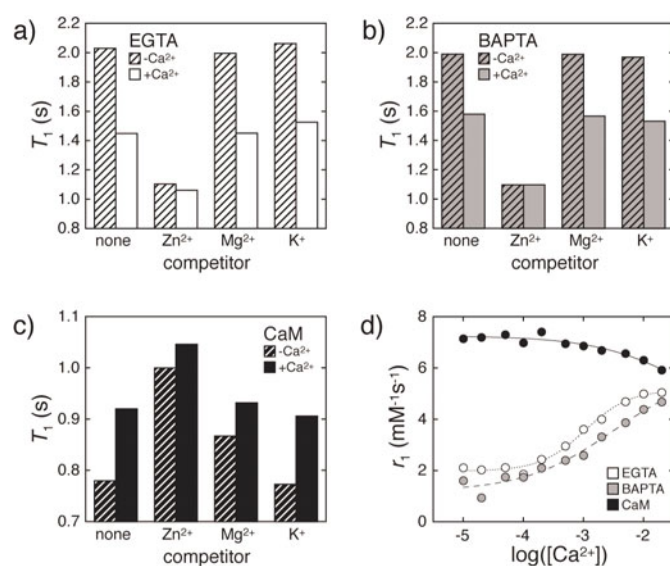 a)
EGTA
-Ca²⁺
+Ca²⁺
T₁ (s)
2.2
2.0
1.8
1.6
1.4
1.2
1.0
0.8
none Zn²⁺ Mg²⁺ K⁺
competitor
b)
BAPTA
-Ca²⁺
+Ca²⁺
T₁ (s)
2.2
2.0
1.8
1.6
1.4
1.2
1.0
0.8
none Zn²⁺ Mg²⁺ K⁺
competitor
c)
CaM
-Ca²⁺
+Ca²⁺
T₁ (s)
1.1
1.0
0.9
0.8
0.7
none Zn²⁺ Mg²⁺ K⁺
competitor
d)
r₁ (mM⁻¹s⁻¹)
8
6
4
2
0
EGTA
BAPTA
CaM
-5 -4 -3 -2
log([Ca²⁺])